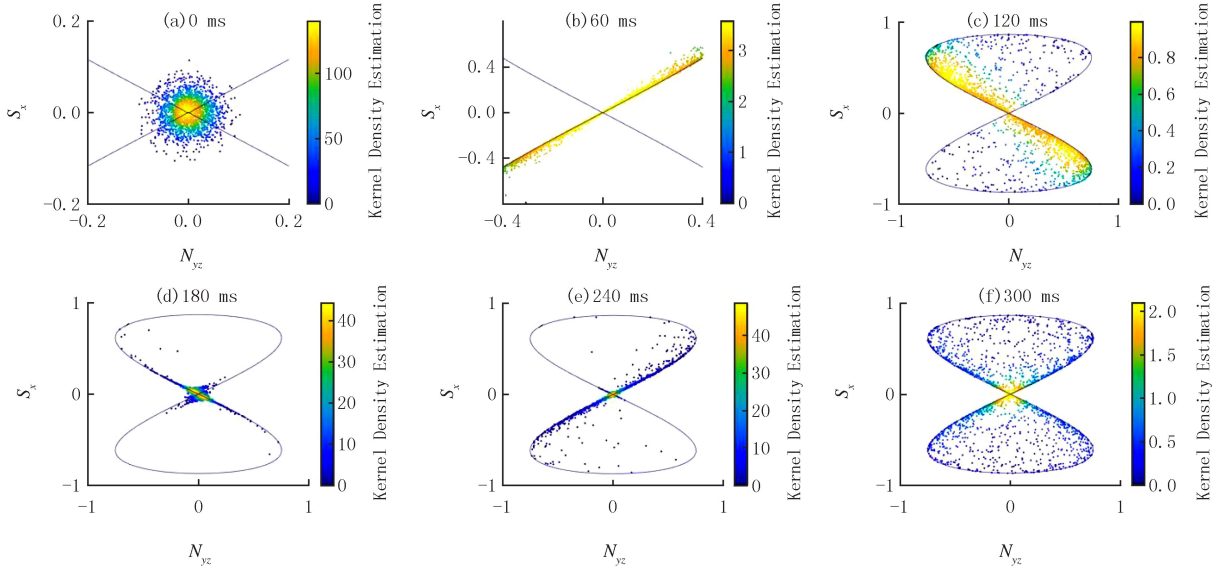 (a)0 ms
0.2
0.0
−0.2
−0.2
0.0
0.2
S_x
N_yz
100
50
0
Kernel Density Estimation
(b)60 ms
0.4
0.0
−0.4
−0.4
0.0
0.4
S_x
N_yz
3
2
1
0
Kernel Density Estimation
(c)120 ms
1
0
−1
−1
0
1
S_x
N_yz
0.8
0.6
0.4
0.2
0.0
Kernel Density Estimation
(d)180 ms
1
0
−1
−1
0
1
S_x
N_yz
40
30
20
10
0
Kernel Density Estimation
(e)240 ms
1
0
−1
−1
0
1
S_x
N_yz
40
30
20
10
0
Kernel Density Estimation
(f)300 ms
1
0
−1
−1
0
1
S_x
N_yz
2.0
1.5
1.0
0.5
0.0
Kernel Density Estimation